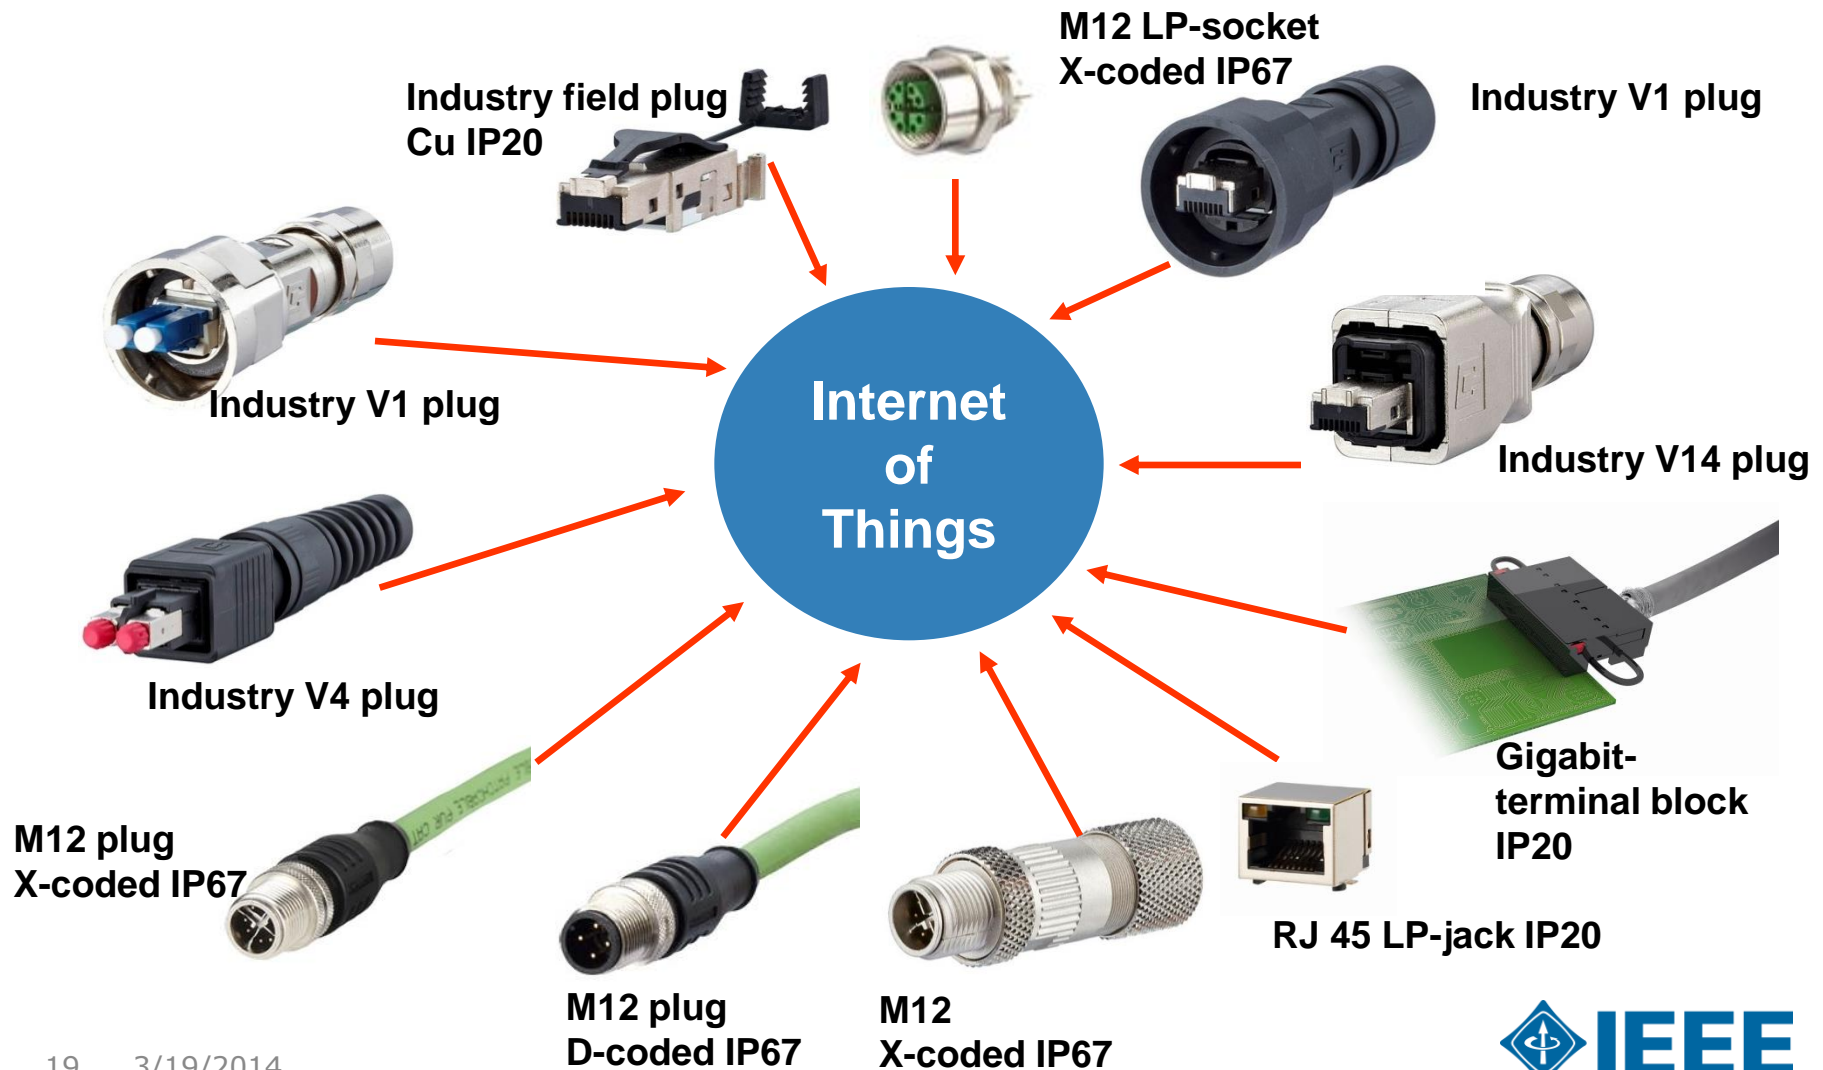 M12 LP-socket
X-coded IP67
Industry field plug
Cu IP20
Industry V1 plug
Industry V1 plug
Internet
of
Things
Industry V14 plug
Industry V4 plug
Gigabit-
terminal block
IP20
M12 plug
X-coded IP67
RJ 45 LP-jack IP20
M12 plug
D-coded IP67
M12
X-coded IP67
19 3/19/2014
IEEE